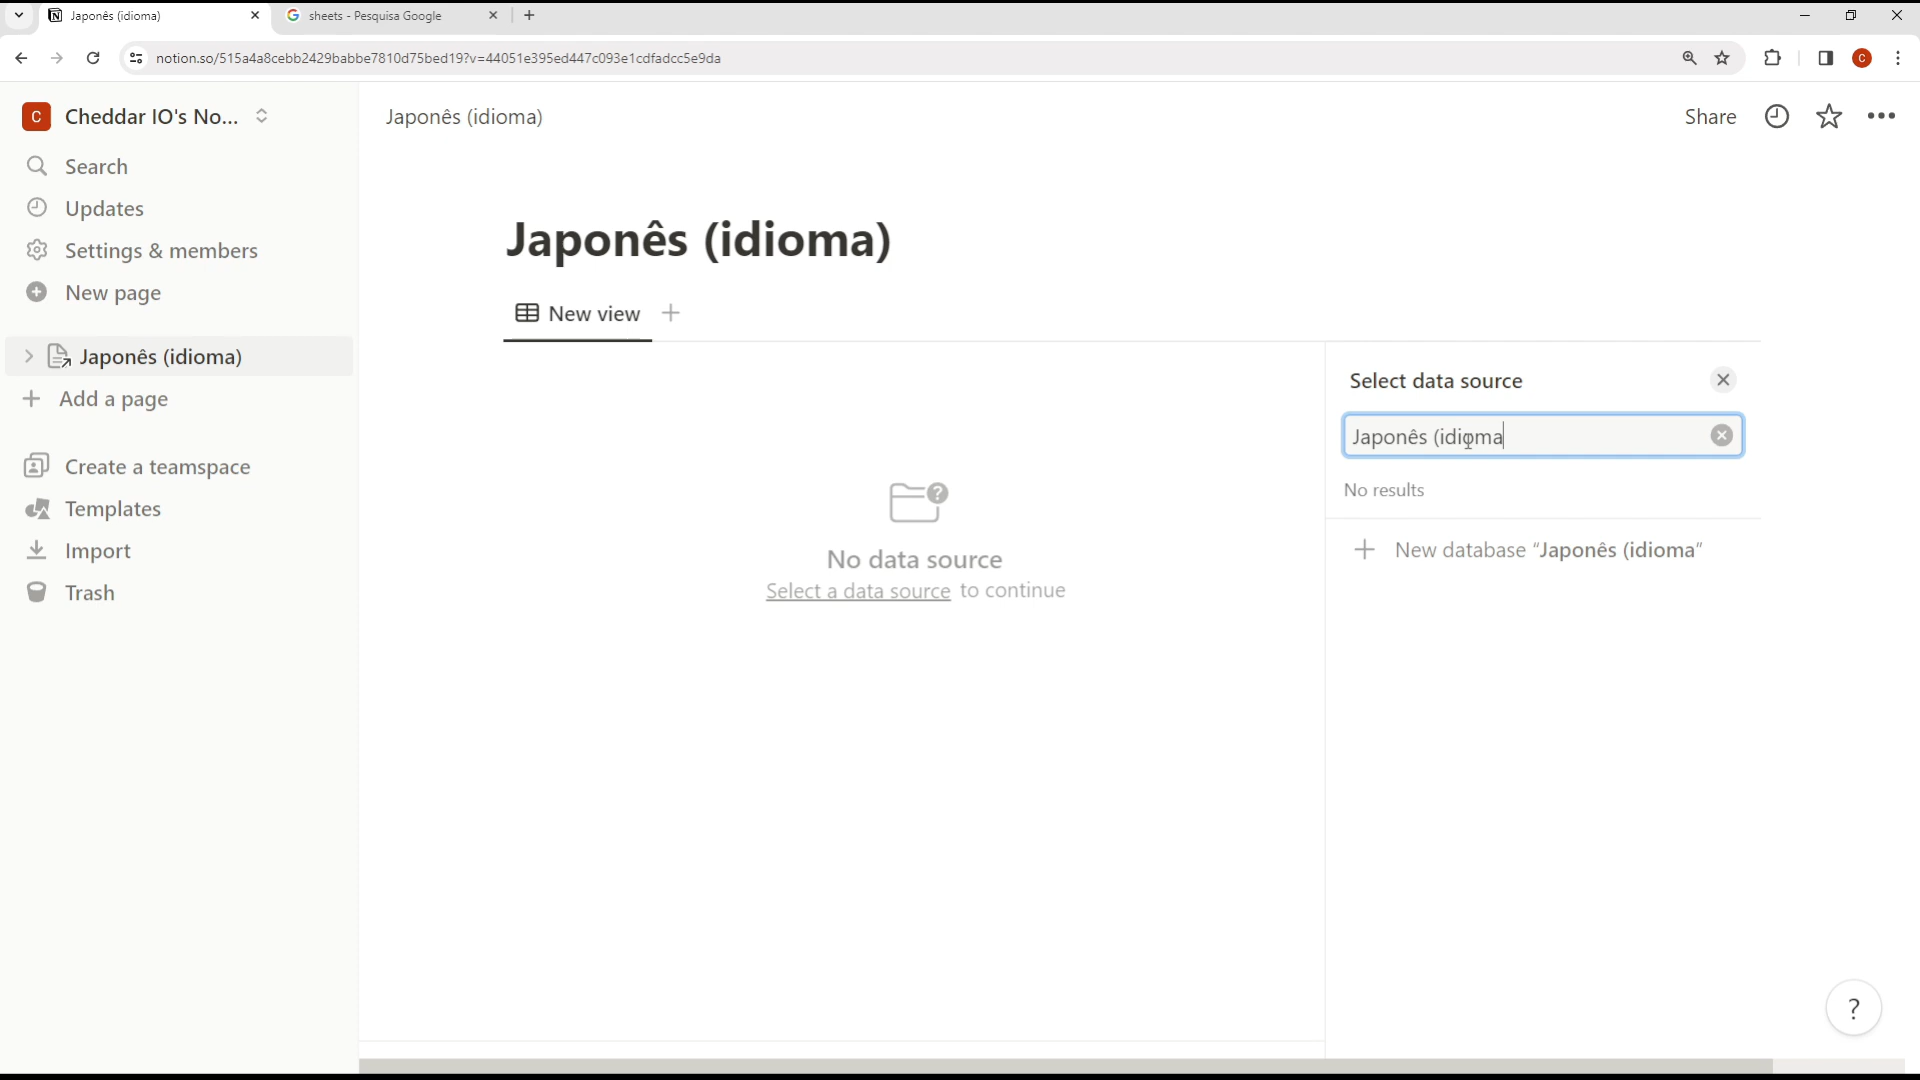 Japonês (idioma)
sheets - Pesquisa Google
notion.so/515a4a8cebb2429babbe7810d75bed19?v=44051e395ed447c093e1cdfadcc5e9da
C
C
Cheddar IO's No...
Japonês (idioma)
Share
Search
Updates
Settings & members
New page
Japonês (idioma)
Add a page
Create a teamspace
Templates
Import
Trash
Japonês (idioma)
New view
Select data source
Japonês (idioma
No results
New database “Japonês (idioma”
No data source
Select a data source to continue
?